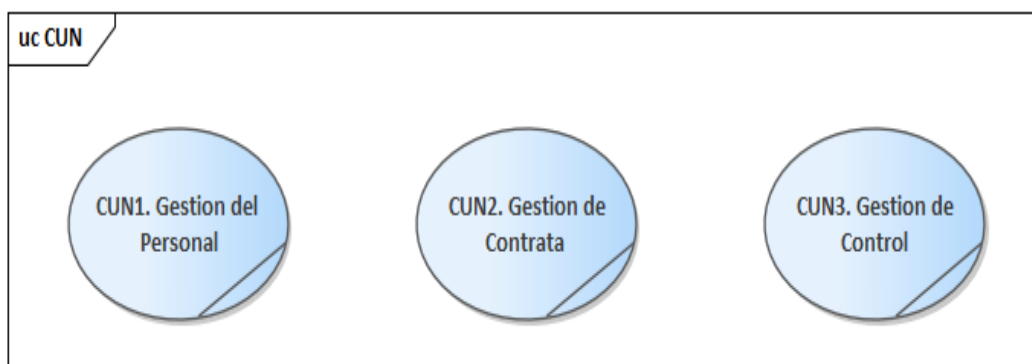 uc CUN
CUN1. Gestion del
Personal
CUN2. Gestion de
Contrata
CUN3. Gestion de
Control